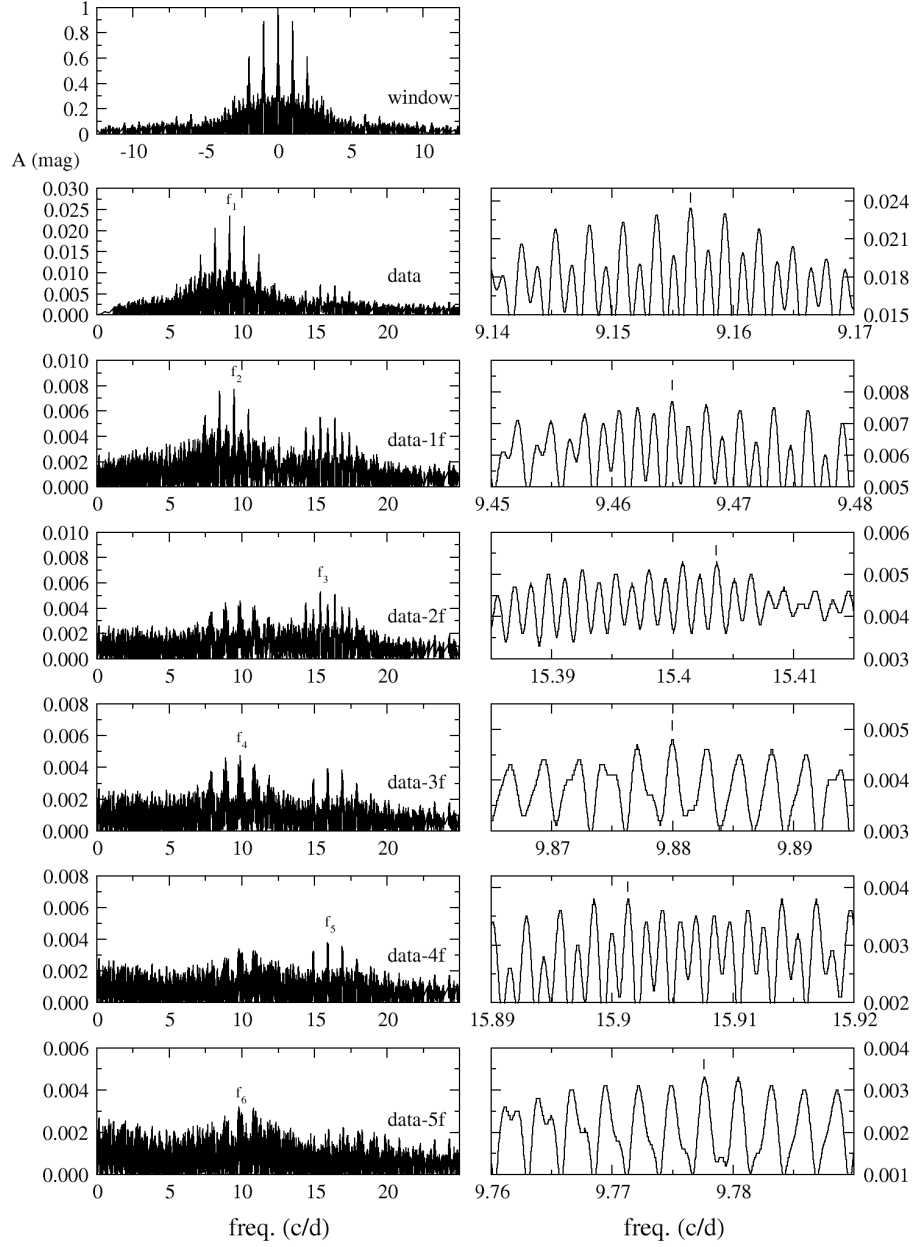 1
0.8
0.6
0.4
0.2
0
window
-10 -5 0 5 10
A (mag)
0.030
0.025
0.020
0.015
0.010
0.005
0.000
f1
data
0 5 10 15 20
0.024
0.021
0.018
0.015
9.14 9.15 9.16 9.17
0.010
0.008
0.006
0.004
0.002
0.000
f2
data-1f
0 5 10 15 20
0.008
0.007
0.006
0.005
9.45 9.46 9.47 9.48
0.010
0.008
0.006
0.004
0.002
0.000
f3
data-2f
0 5 10 15 20
0.006
0.005
0.004
0.003
15.39 15.4 15.41
0.008
0.006
0.004
0.002
0.000
f4
data-3f
0 5 10 15 20
0.005
0.004
0.003
9.87 9.88 9.89
0.008
0.006
0.004
0.002
0.000
f5
data-4f
0 5 10 15 20
0.004
0.003
0.002
15.89 15.9 15.91 15.92
0.006
0.004
0.002
0.000
f6
data-5f
0 5 10 15 20
0.004
0.003
0.002
0.001
9.76 9.77 9.78
freq. (c/d) freq. (c/d)